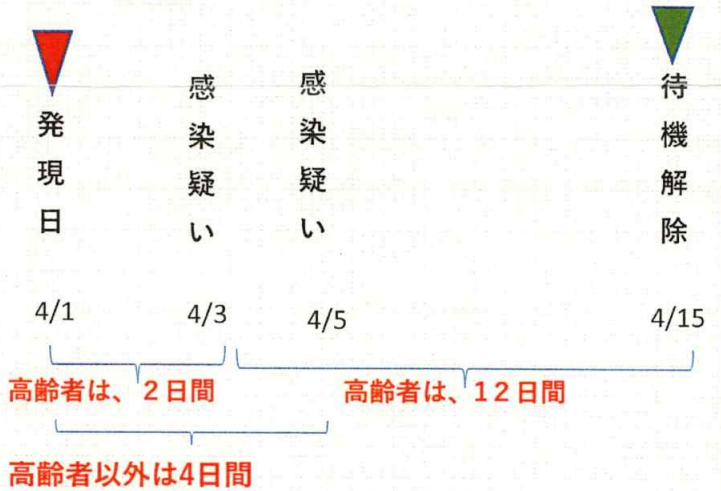 発現日
感染疑い
感染疑い
待機解除
4/1
4/3
4/5
4/15
高齢者は、２日間
高齢者は、12日間
高齢者以外は4日間